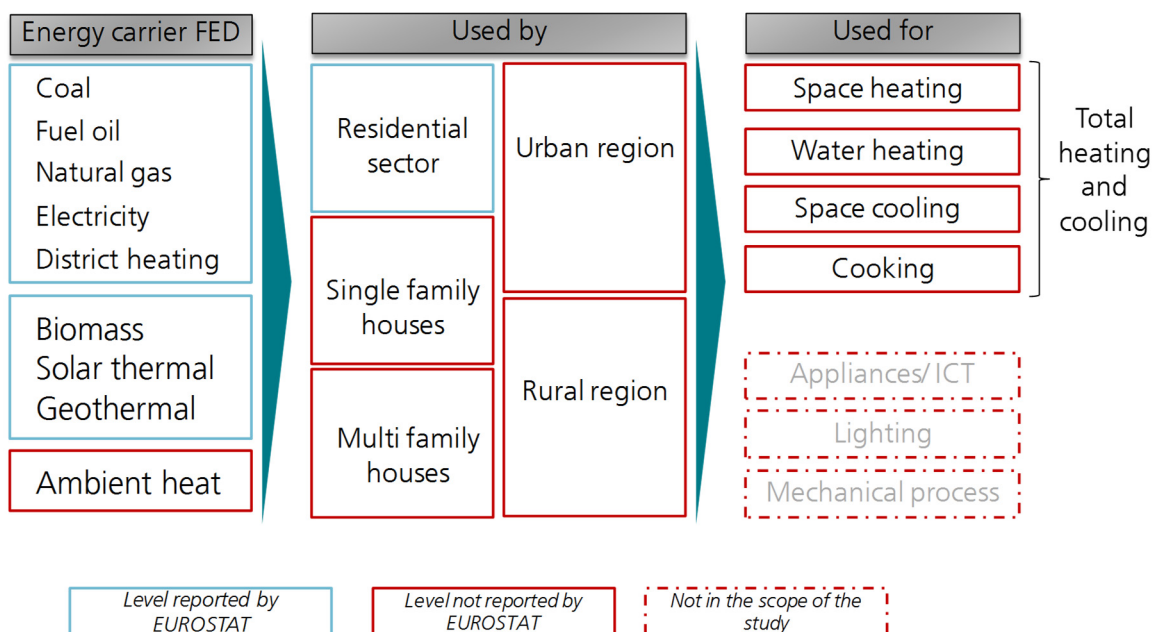 Energy carrier FED
Coal
Fuel oil
Natural gas
Electricity
District heating
Biomass
Solar thermal
Geothermal
Ambient heat
Used by
Residential
sector
Single family
houses
Multi family
houses
Urban region
Rural region
Used for
Space heating
Water heating
Space cooling
Cooking
Total
heating
and
cooling
Appliances/ ICT
Lighting
Mechanical process
Level reported by
EUROSTAT
Level not reported by
EUROSTAT
Not in the scope of the
study